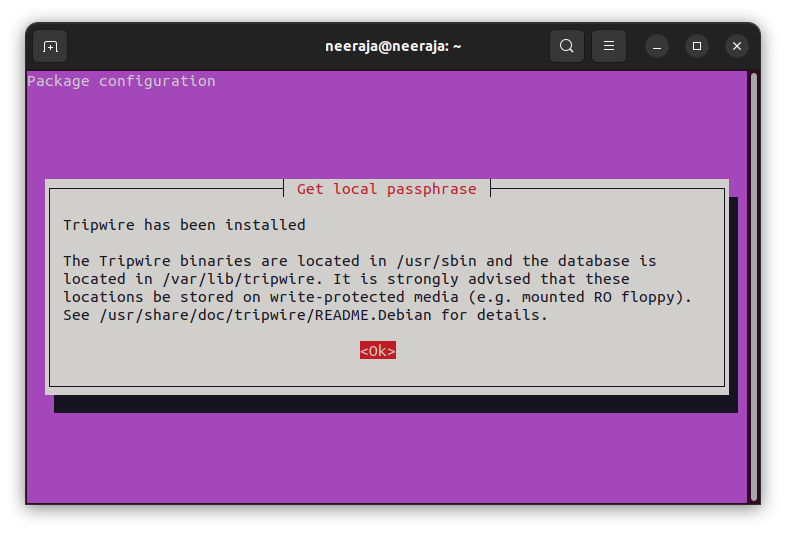 neeraja@neeraja: ~
Package configuration
Get local passphrase
Tripwire has been installed
The Tripwire binaries are located in /usr/sbin and the database is
located in /var/lib/tripwire. It is strongly advised that these
locations be stored on write-protected media (e.g. mounted RO floppy).
See /usr/share/doc/tripwire/README.Debian for details.
<Ok>